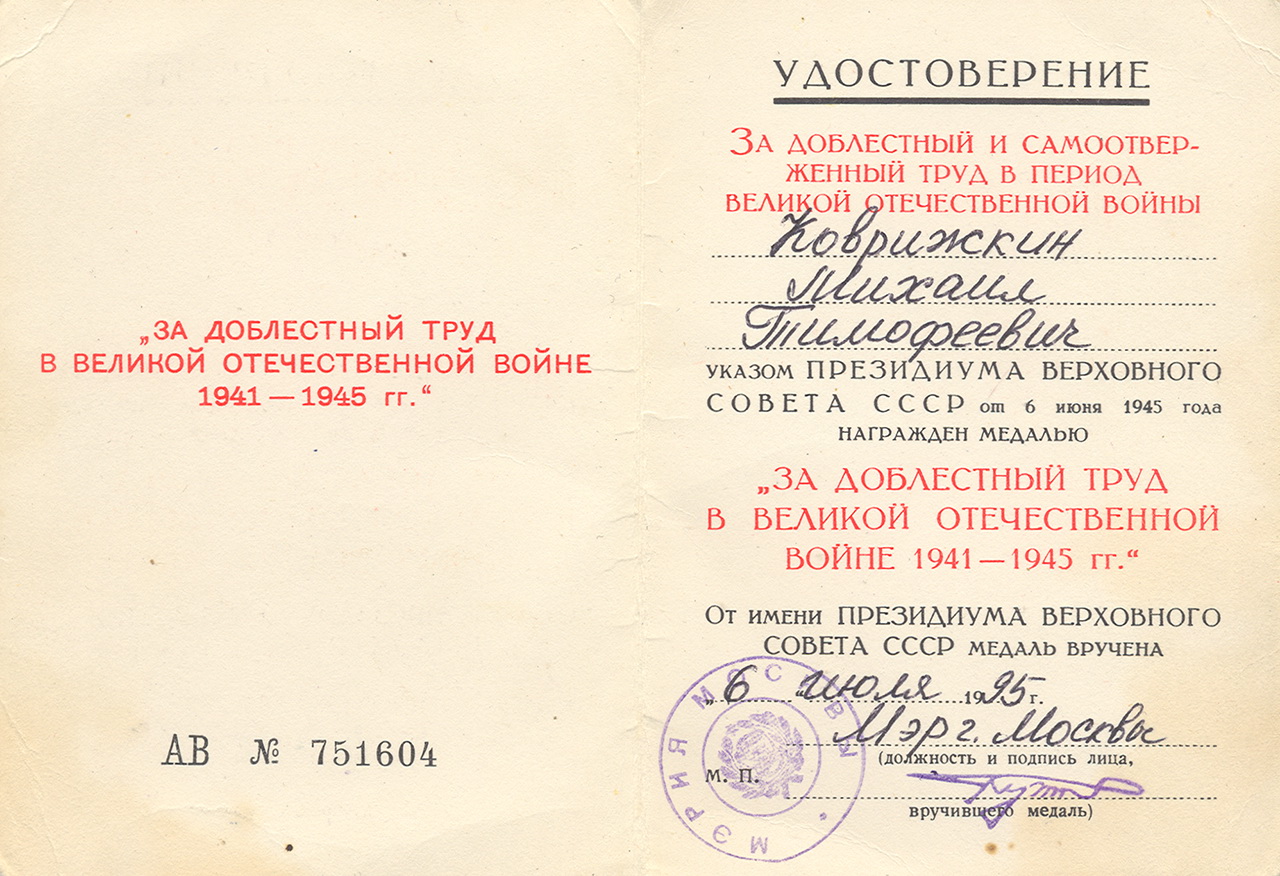 „ЗА ДОБЛЕСТНЫЙ ТРУД
В ВЕЛИКОЙ ОТЕЧЕСТВЕННОЙ ВОЙНЕ
1941 — 1945 гг.“
АВ № 751604
УДОСТОВЕРЕНИЕ
ЗА ДОБЛЕСТНЫЙ И САМООТВЕР-
ЖЕННЫЙ ТРУД В ПЕРИОД
ВЕЛИКОЙ ОТЕЧЕСТВЕННОЙ ВОЙНЫ
Коврижкин
Михаил
Тимофеевич
УКАЗОМ ПРЕЗИДИУМА ВЕРХОВНОГО
СОВЕТА СССР от 6 июня 1945 года
НАГРАЖДЕН МЕДАЛЬЮ
„ЗА ДОБЛЕСТНЫЙ ТРУД
В ВЕЛИКОЙ ОТЕЧЕСТВЕННОЙ
ВОЙНЕ 1941 — 1945 гг.“
ОТ ИМЕНИ ПРЕЗИДИУМА ВЕРХОВНОГО
СОВЕТА СССР МЕДАЛЬ ВРУЧЕНА
„6 “ июля 1995 г.
Мэр г. Москвы
(должность и подпись лица,
М. П.
вручившего медаль)
МЭРИЯ МОСКВЫ